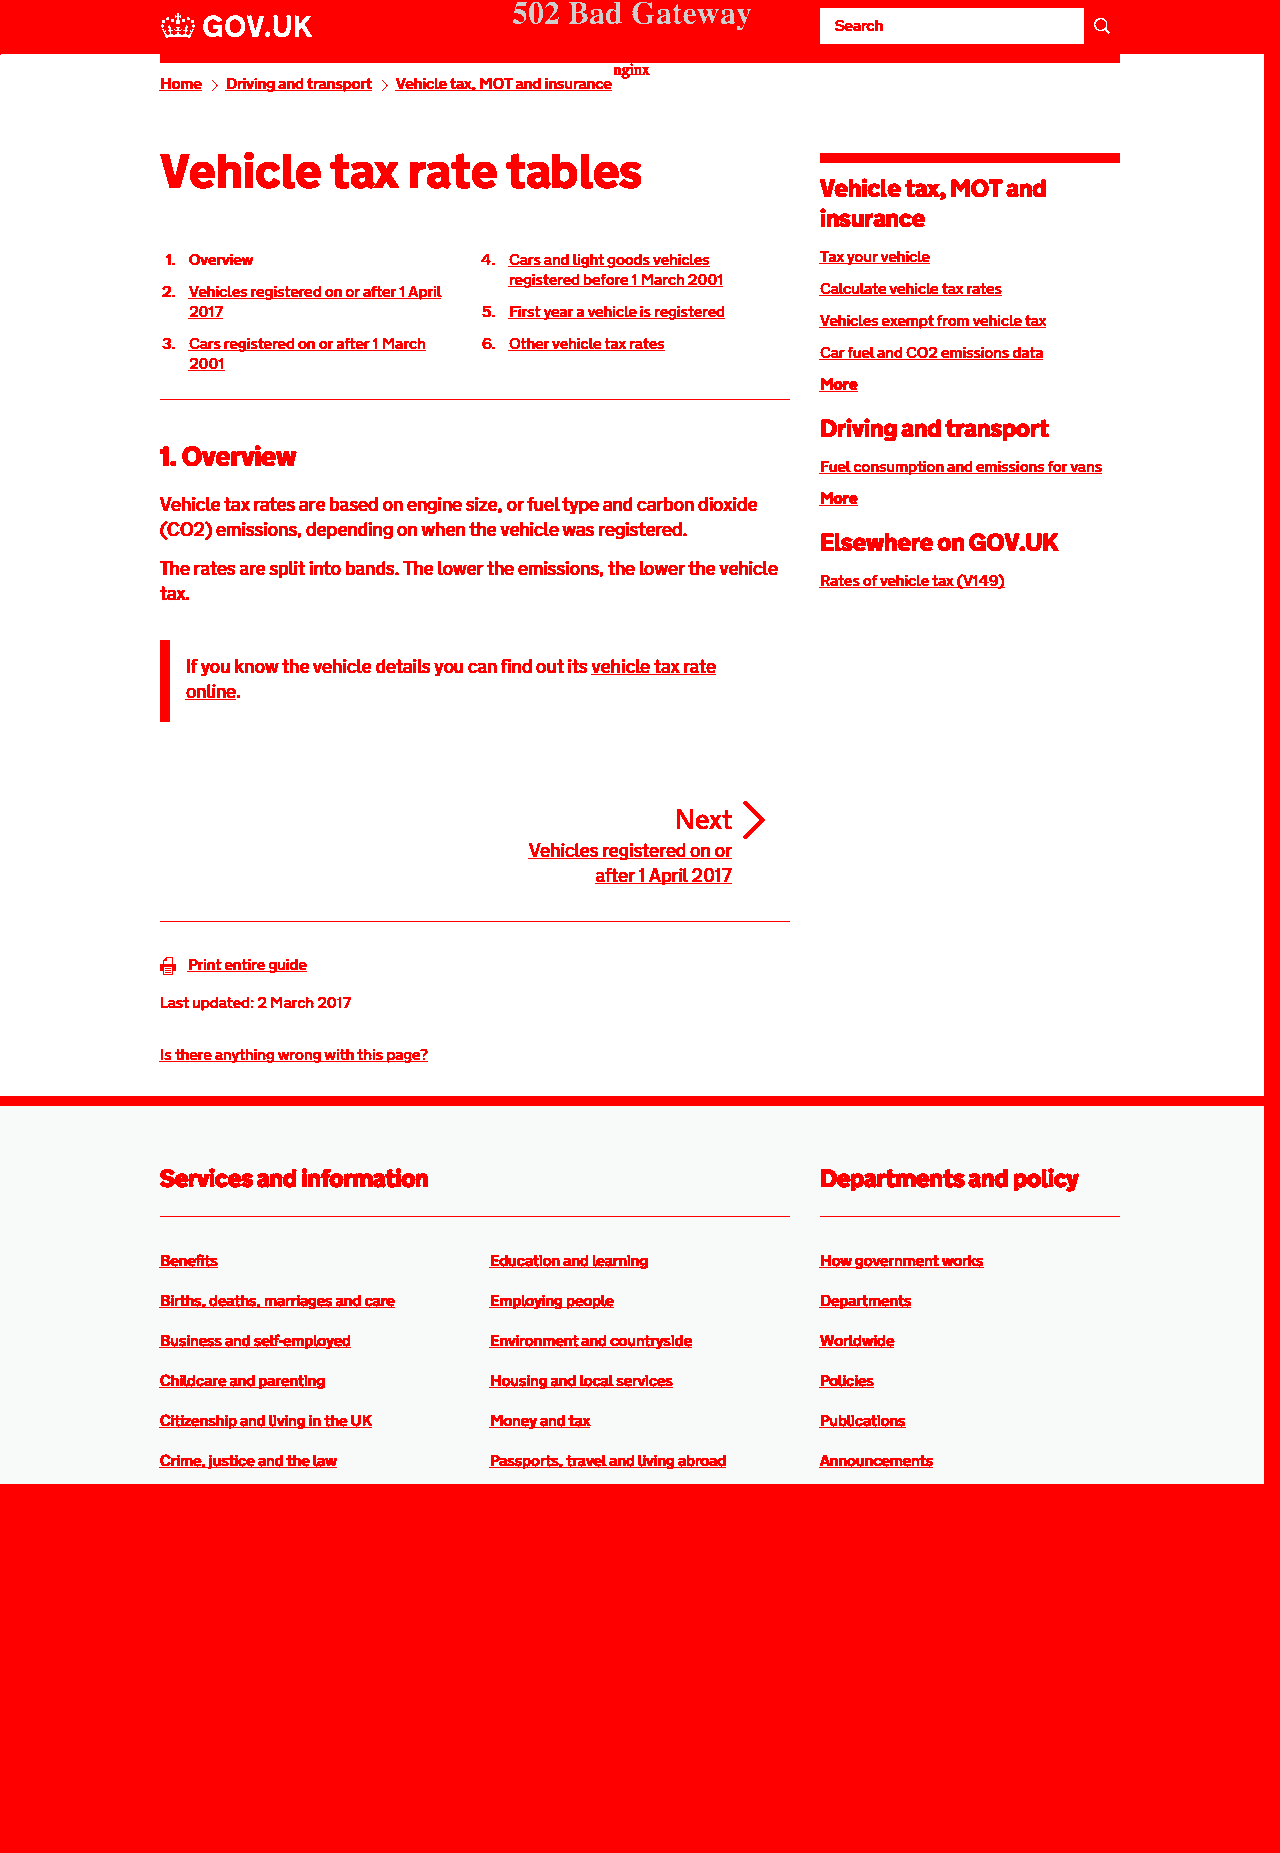 GOV.UK
502 Bad Gateway
Search
nginx
Home Driving and transport Vehicle tax, MOT and insurance
Vehicle tax rate tables
1. Overview
2. Vehicles registered on or after 1 April
2017
3. Cars registered on or after 1 March
2001
4. Cars and light goods vehicles
registered before 1 March 2001
5. First year a vehicle is registered
6. Other vehicle tax rates
1. Overview
Vehicle tax rates are based on engine size, or fuel type and carbon dioxide
(CO2) emissions, depending on when the vehicle was registered.
The rates are split into bands. The lower the emissions, the lower the vehicle
tax.
If you know the vehicle details you can find out its vehicle tax rate
online.
Next
Vehicles registered on or
after 1 April 2017
Print entire guide
Last updated: 2 March 2017
Is there anything wrong with this page?
Vehicle tax, MOT and
insurance
Tax your vehicle
Calculate vehicle tax rates
Vehicles exempt from vehicle tax
Car fuel and CO2 emissions data
More
Driving and transport
Fuel consumption and emissions for vans
More
Elsewhere on GOV.UK
Rates of vehicle tax (V149)
Services and information
Benefits
Births, deaths, marriages and care
Business and self-employed
Childcare and parenting
Citizenship and living in the UK
Crime, justice and the law
Education and learning
Employing people
Environment and countryside
Housing and local services
Money and tax
Passports, travel and living abroad
Departments and policy
How government works
Departments
Worldwide
Policies
Publications
Announcements